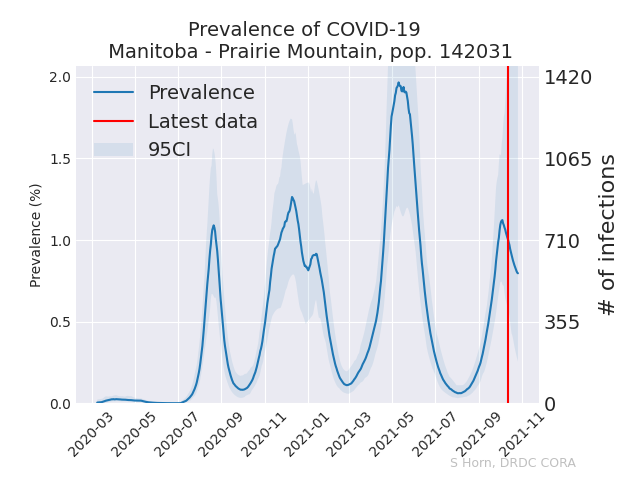 Prevalence of COVID-19
Manitoba - Prairie Mountain, pop. 142031
Prevalence
Latest data
95CI
Prevalence (%)
2.0
1.5
1.0
0.5
0.0
# of infections
1420
1065
710
355
0
2020-03
2020-05
2020-07
2020-09
2020-11
2021-01
2021-03
2021-05
2021-07
2021-09
2021-11
S Horn, DRDC CORA